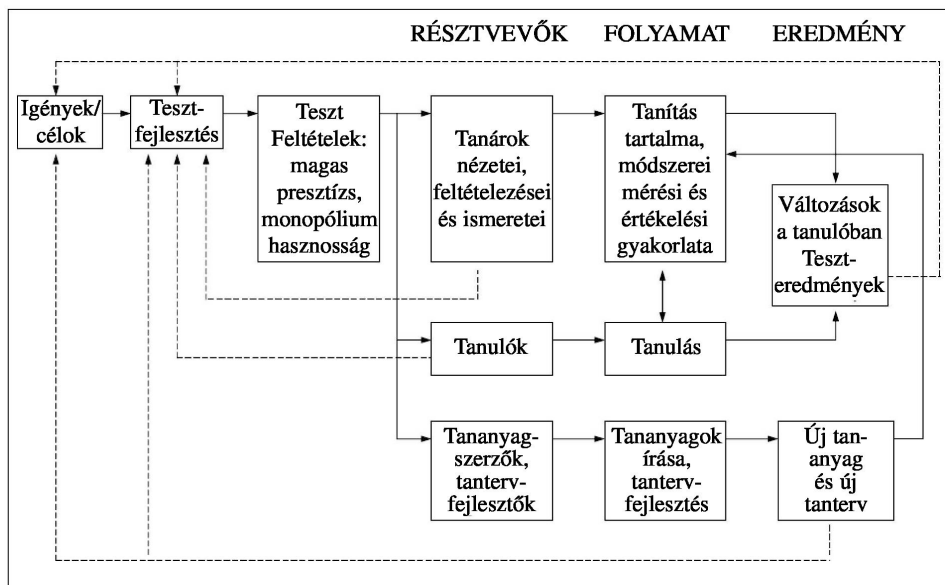 RÉSZTVEVŐK
FOLYAMAT
EREDMÉNY
Igények/
célok
Teszt-
fejlesztés
Teszt
Feltételek:
magas
presztízs,
monopólium
hasznosság
Tanárok
nézetei,
feltételezései
és ismeretei
Tanítás
tartalma,
módszerei
mérési és
értékelési
gyakorlata
Változások
a tanulóban
Teszt-
eredmények
Tanulók
Tanulás
Tananyag-
szerzők,
tanterv-
fejlesztők
Tananyagok
írása,
tanterv-
fejlesztés
Új tan-
anyag
és új
tanterv